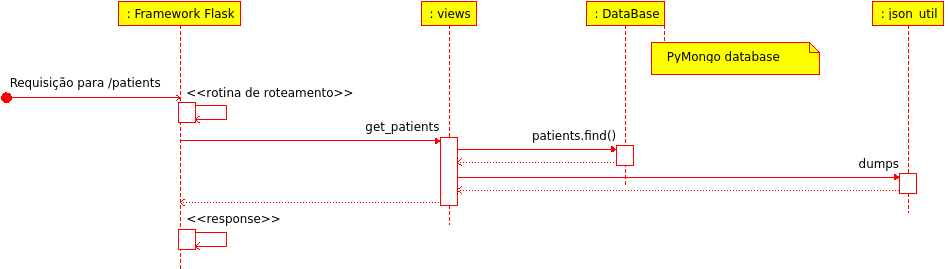 : Framework Flask
: views
: DataBase
: json_util
PyMongo database
Requisição para /patients
<<rotina de roteamento>>
get_patients
patients.find()
dumps
<<response>>